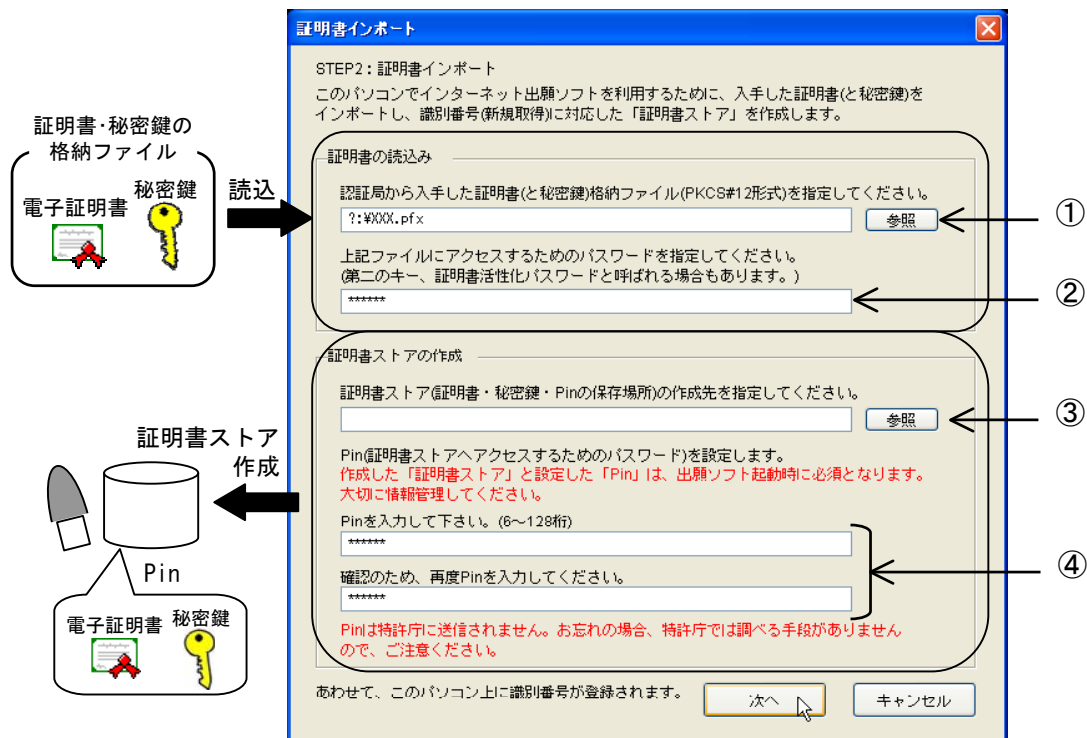 証明書インポート
STEP2：証明書インポート
このパソコンでインターネット出願ソフトを利用するために、入手した証明書(と秘密鍵)を
インポートし、識別番号(新規取得)に対応した「証明書ストア」を作成します。
証明書・秘密鍵の
格納ファイル
電子証明書
秘密鍵
読込
証明書の読込み
認証局から入手した証明書(と秘密鍵)格納ファイル(PKCS#12形式)を指定してください。
?:¥XXX.pfx
参照
①
上記ファイルにアクセスするためのパスワードを指定してください。
(第二のキー、証明書活性化パスワードと呼ばれる場合もあります。)
******
②
証明書ストアの作成
証明書ストア(証明書・秘密鍵・Pinの保存場所)の作成先を指定してください。
参照
③
証明書ストア
作成
Pin(証明書ストアへアクセスするためのパスワード)を設定します。
作成した「証明書ストア」と設定した「Pin」は、出願ソフト起動時に必須となります。
大切に情報管理してください。
Pinを入力して下さい。(6～128桁)
******
④
確認のため、再度Pinを入力してください。
******
Pin
電子証明書
秘密鍵
Pinは特許庁に送信されません。お忘れの場合、特許庁では調べる手段がありません
ので、ご注意ください。
あわせて、このパソコン上に識別番号が登録されます。
次へ
キャンセル